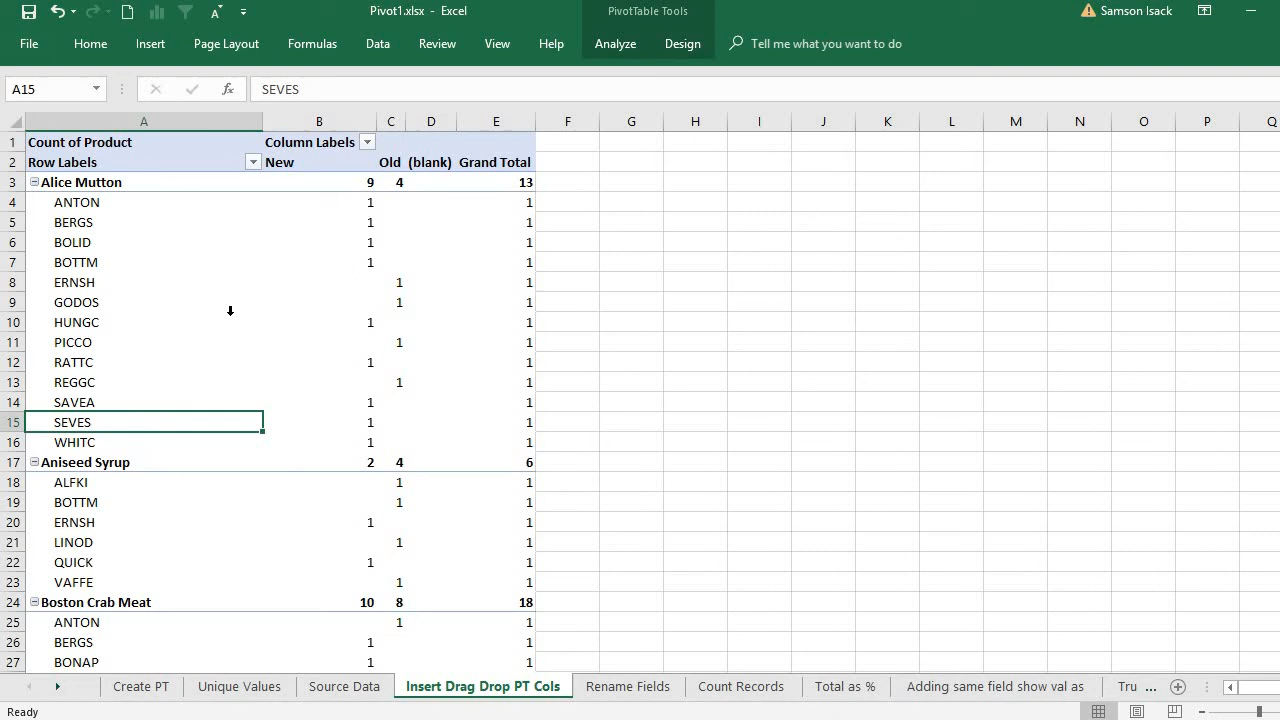 Pivot1.xlsx - Excel
PivotTable Tools
Samson Isack
File Home Insert Page Layout Formulas Data Review View Help Analyze Design Tell me what you want to do
A15 fx SEVES
A B C D E F G H I J K L M N O P Q
1 Count of Product Column Labels
2 Row Labels New Old (blank) Grand Total
3 Alice Mutton 9 4 13
4 ANTON 1 1
5 BERGS 1 1
6 BOLID 1 1
7 BOTTM 1 1
8 ERNSH 1 1
9 GODOS 1 1
10 HUNGC 1 1
11 PICCO 1 1
12 RATTC 1 1
13 REGGC 1 1
14 SAVEA 1 1
15 SEVES 1 1
16 WHITC 1 1
17 Aniseed Syrup 2 4 6
18 ALFKI 1 1
19 BOTTM 1 1
20 ERNSH 1 1
21 LINOD 1 1
22 QUICK 1 1
23 VAFFE 1 1
24 Boston Crab Meat 10 8 18
25 ANTON 1 1
26 BERGS 1 1
27 BONAP 1 1
Create PT Unique Values Source Data Insert Drag Drop PT Cols Rename Fields Count Records Total as % Adding same field show val as Tru ...
Ready